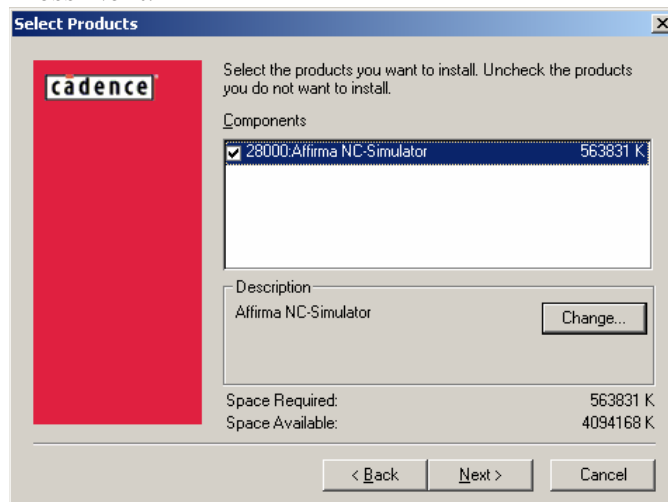 Select Products
cādence
Select the products you want to install. Uncheck the products
you do not want to install.
Components
28000:Affirma NC-Simulator 563831 K
Description
Affirma NC-Simulator
Change...
Space Required: 563831 K
Space Available: 4094168 K
< Back Next > Cancel